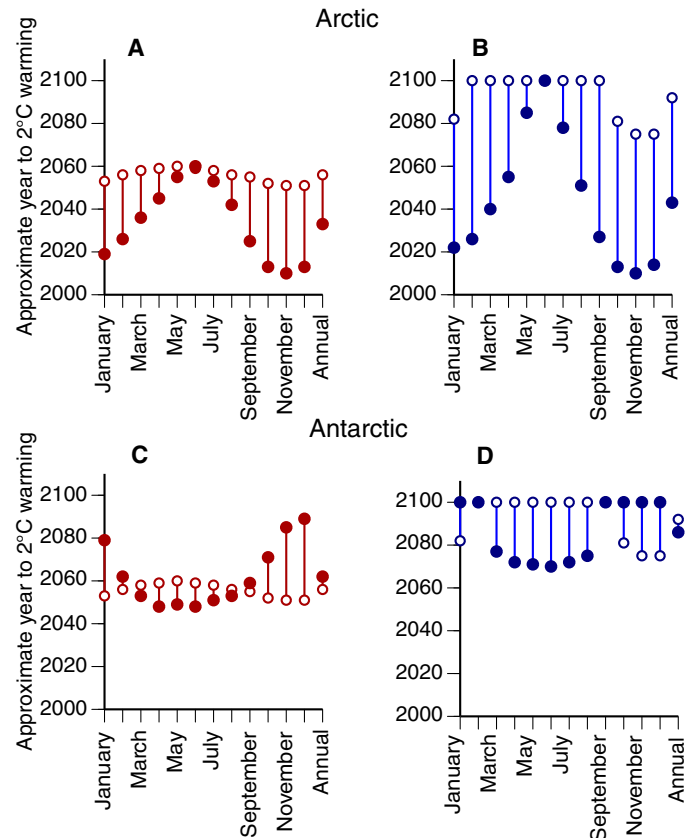 Arctic
A
B
Approximate year to 2°C warming
2100
2080
2060
2040
2020
2000
January
March
May
July
September
November
Annual
2100
2080
2060
2040
2020
2000
January
March
May
July
September
November
Annual
Antarctic
C
D
Approximate year to 2°C warming
2100
2080
2060
2040
2020
2000
January
March
May
July
September
November
Annual
2100
2080
2060
2040
2020
2000
January
March
May
July
September
November
Annual